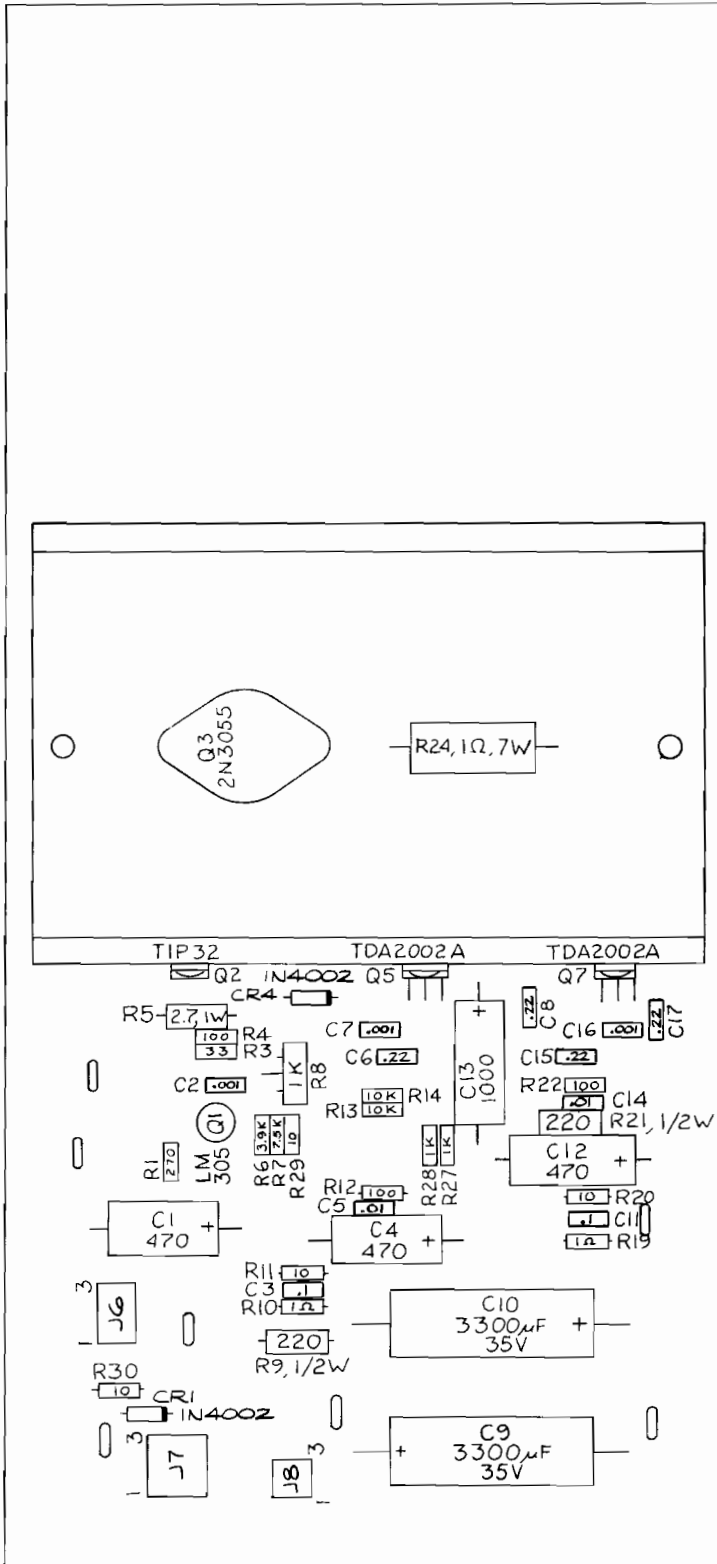 Q3
2N3055
R24, 1Ω, 7W
TIP32
TDA2002A
TDA2002A
Q2
1N4002
Q5
Q7
CR4
R5
2.7, 1W
100
R4
33
R3
C7
.001
C6
.22
.22
C8
C16
.001
.22
C17
C15
.22
C2
.001
1K
R8
C13
1000
R22
100
.01
C14
10K
R14
R13
10K
220
R21, 1/2W
Q1
LM
305
R1
270
3.9K
7.5K
10
R6
R7
R29
1K
1K
R28
R27
C12
470
R12
100
C5
.01
10
R20
.1
C11
1Ω
R19
C1
470
C4
470
R11
10
C3
.1
R10
1Ω
3
J6
1
220
R9, 1/2W
C10
3300µF
35V
R30
10
CR1
1N4002
3
J7
1
3
J8
1
C9
3300µF
35V